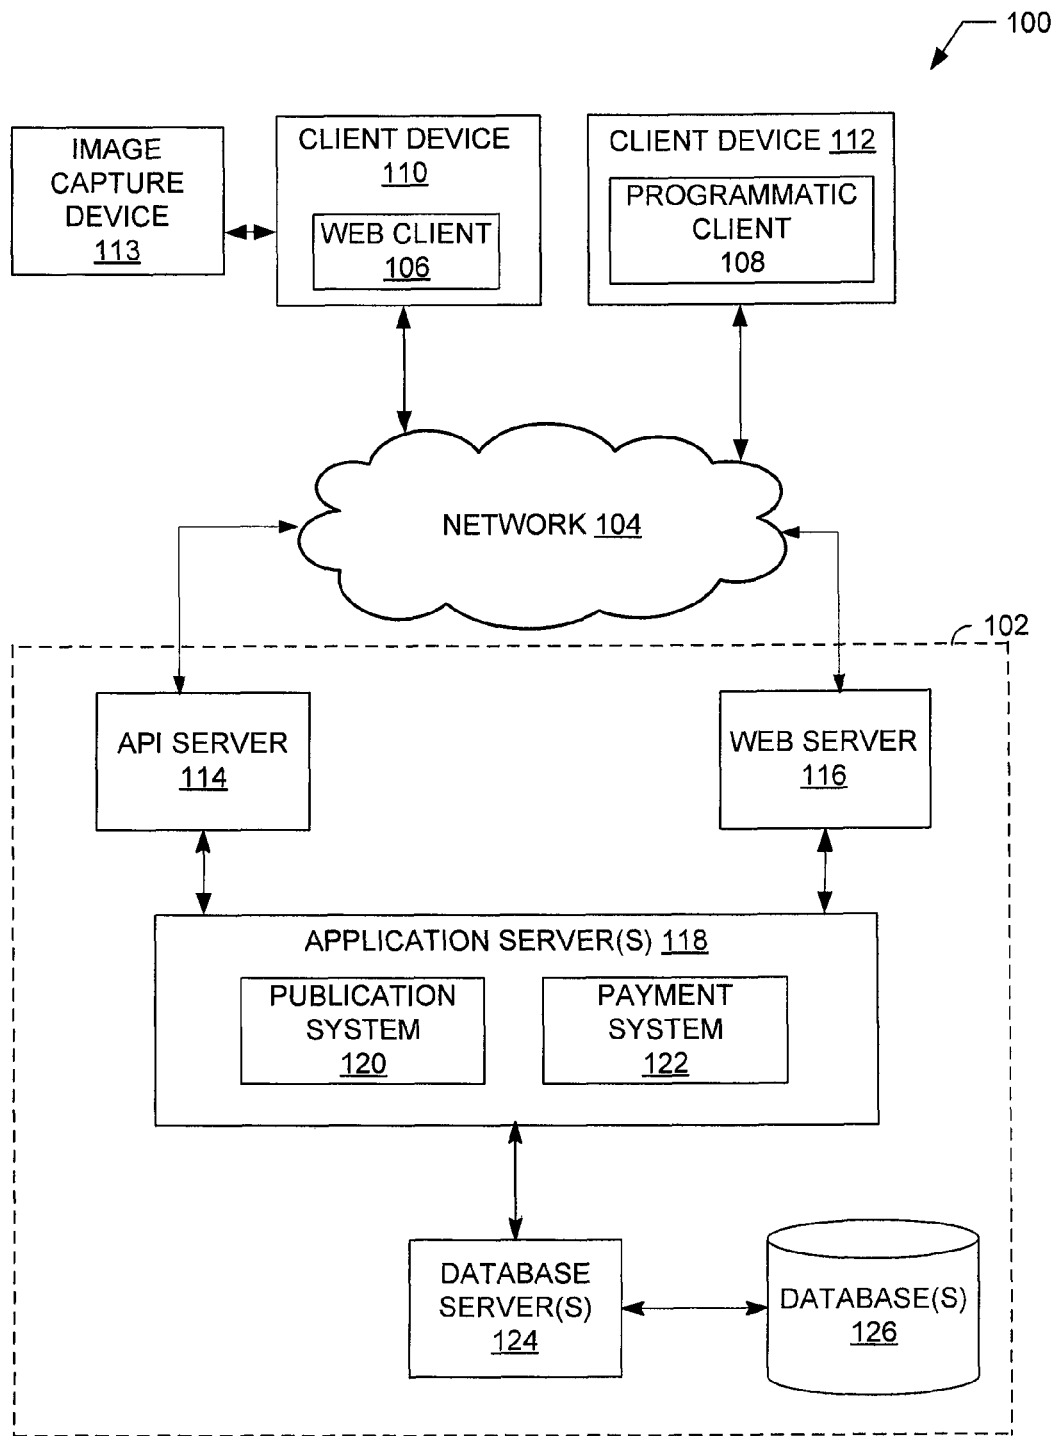 100
IMAGE
CAPTURE
DEVICE
113
CLIENT DEVICE
110
WEB CLIENT
106
CLIENT DEVICE 112
PROGRAMMATIC
CLIENT
108
NETWORK 104
102
API SERVER
114
WEB SERVER
116
APPLICATION SERVER(S) 118
PUBLICATION
SYSTEM
120
PAYMENT
SYSTEM
122
DATABASE
SERVER(S)
124
DATABASE(S)
126